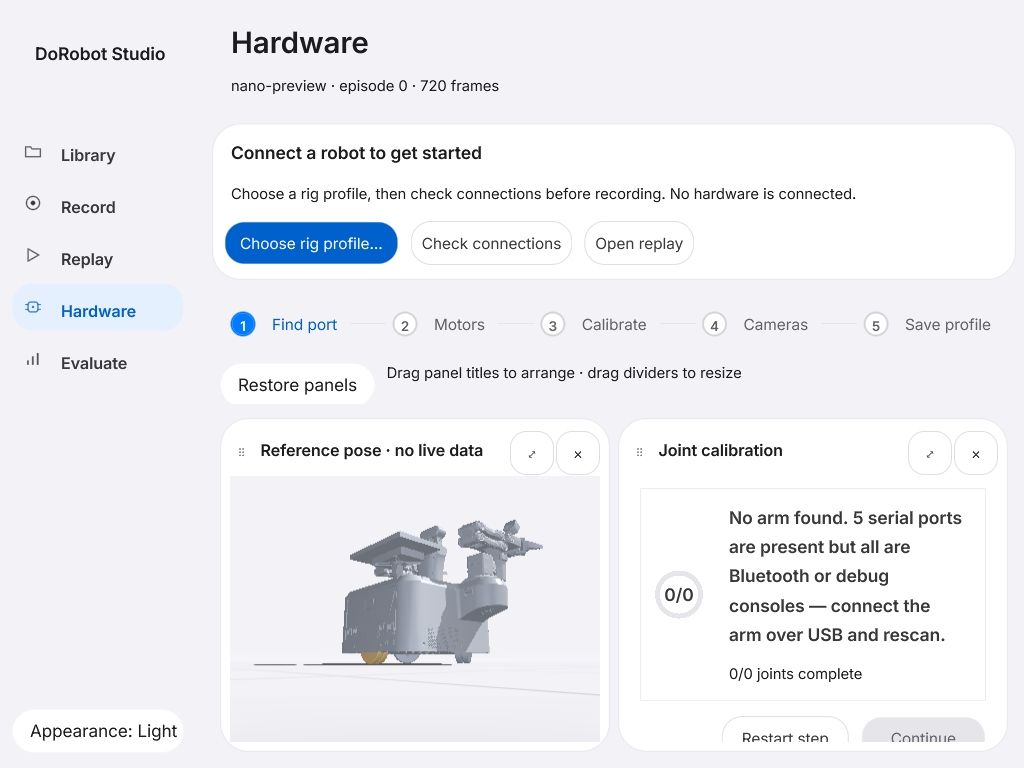 DoRobot Studio
Library
Record
Replay
Hardware
Evaluate
Appearance: Light
Hardware
nano-preview · episode 0 · 720 frames
Connect a robot to get started
Choose a rig profile, then check connections before recording. No hardware is connected.
Choose rig profile...
Check connections
Open replay
1 Find port
2 Motors
3 Calibrate
4 Cameras
5 Save profile
Restore panels
Drag panel titles to arrange · drag dividers to resize
Reference pose · no live data
Joint calibration
0/0
No arm found. 5 serial ports
are present but all are
Bluetooth or debug
consoles — connect the
arm over USB and rescan.
0/0 joints complete
Restart step
Continue